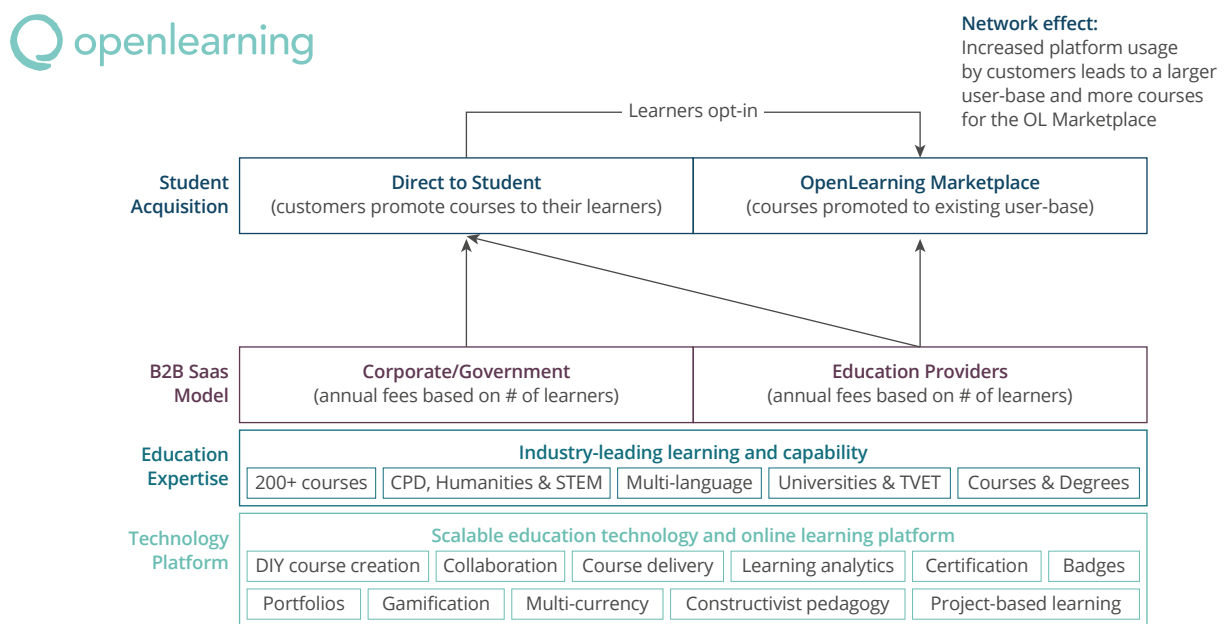 openlearning
Network effect:
Increased platform usage
by customers leads to a larger
user-base and more courses
for the OL Marketplace
Learners opt-in
Student
Acquisition
Direct to Student
(customers promote courses to their learners)
OpenLearning Marketplace
(courses promoted to existing user-base)
B2B Saas
Model
Corporate/Government
(annual fees based on # of learners)
Education Providers
(annual fees based on # of learners)
Education
Expertise
Industry-leading learning and capability
200+ courses
CPD, Humanities & STEM
Multi-language
Universities & TVET
Courses & Degrees
Technology
Platform
Scalable education technology and online learning platform
DIY course creation
Collaboration
Course delivery
Learning analytics
Certification
Badges
Portfolios
Gamification
Multi-currency
Constructivist pedagogy
Project-based learning